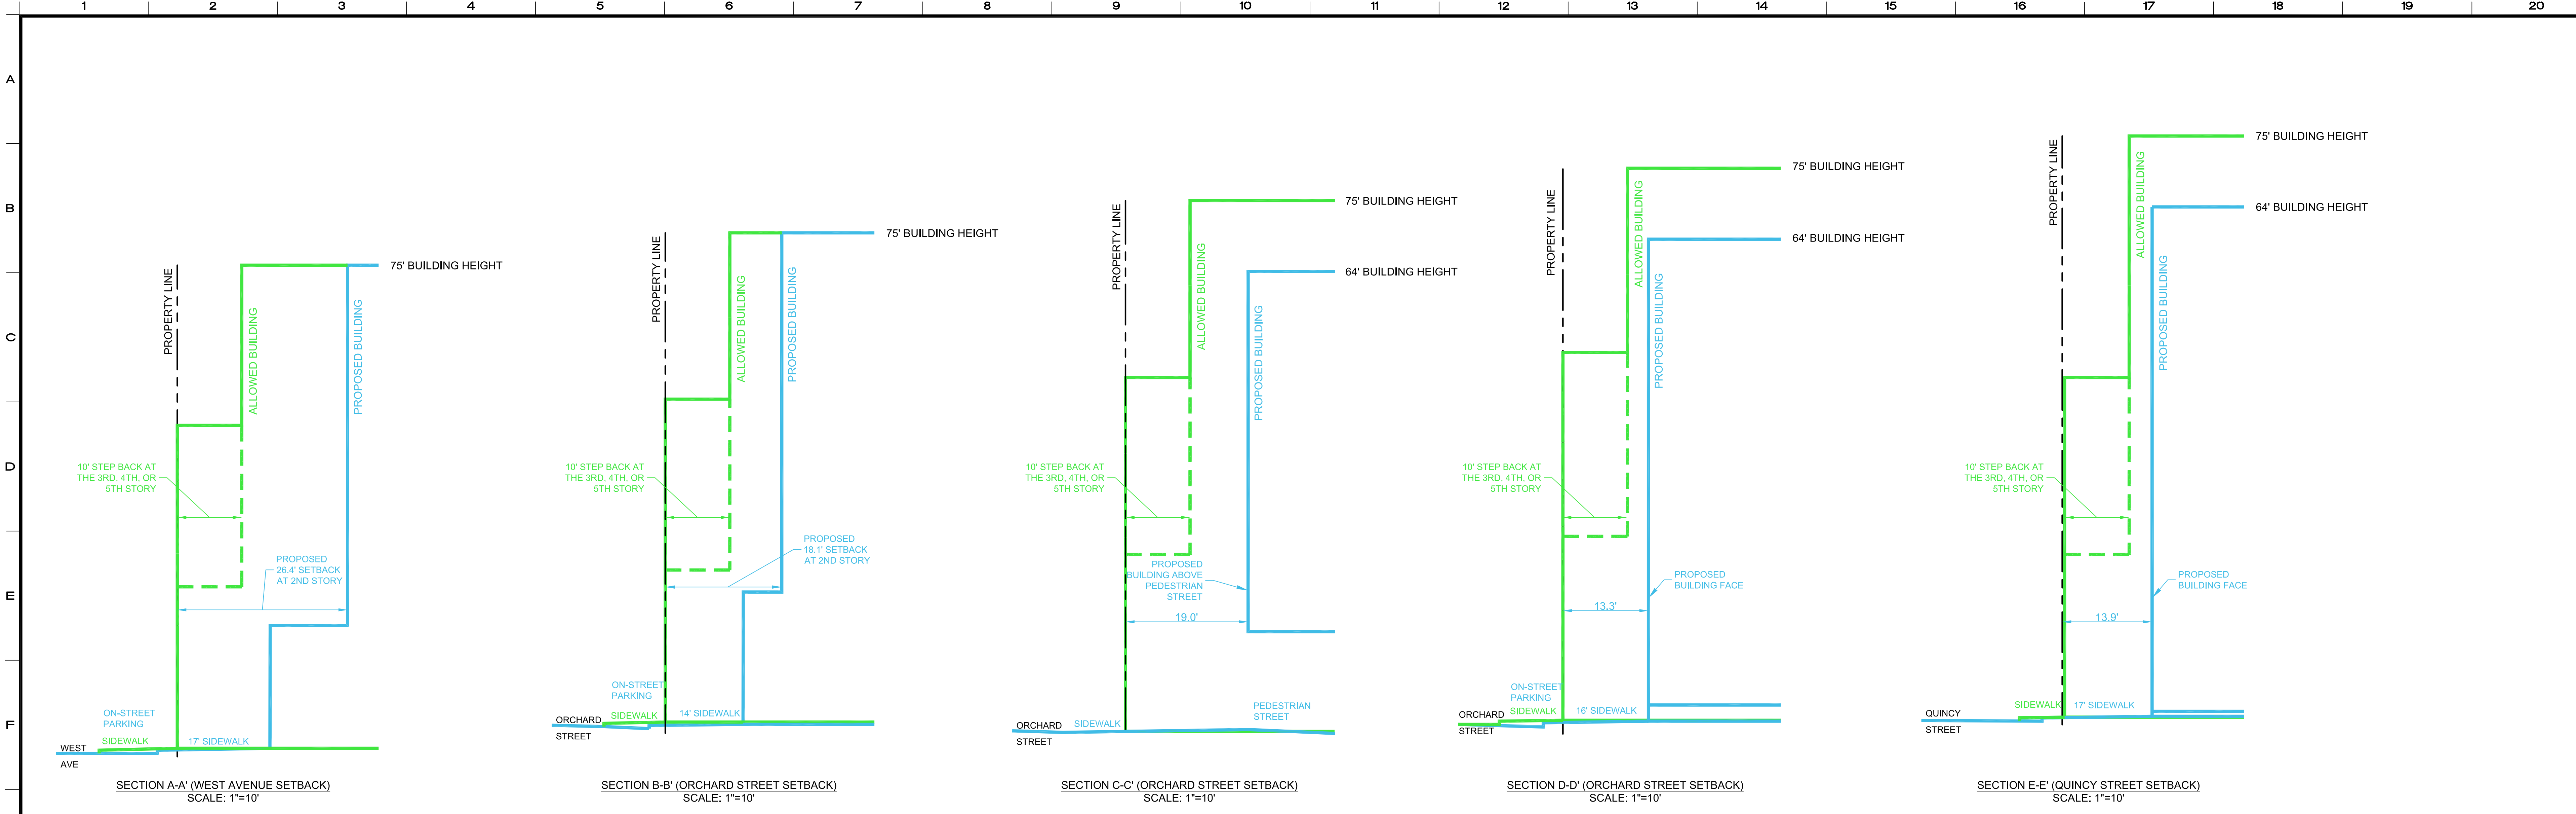 1 2 3 4 5 6 7 8 9 10 11 12 13 14 15 16 17 18 19 20
A
B
C
D
E
F
PROPERTY LINE
ALLOWED BUILDING
PROPOSED BUILDING
75' BUILDING HEIGHT
10' STEP BACK AT
THE 3RD, 4TH, OR
5TH STORY
PROPOSED
26.4' SETBACK
AT 2ND STORY
ON-STREET
PARKING
SIDEWALK
17' SIDEWALK
WEST
AVE
SECTION A-A' (WEST AVENUE SETBACK)
SCALE: 1"=10'
PROPERTY LINE
ALLOWED BUILDING
PROPOSED BUILDING
75' BUILDING HEIGHT
10' STEP BACK AT
THE 3RD, 4TH, OR
5TH STORY
PROPOSED
18.1' SETBACK
AT 2ND STORY
ON-STREET
PARKING
SIDEWALK
14' SIDEWALK
ORCHARD
STREET
SECTION B-B' (ORCHARD STREET SETBACK)
SCALE: 1"=10'
PROPERTY LINE
ALLOWED BUILDING
PROPOSED BUILDING
75' BUILDING HEIGHT
64' BUILDING HEIGHT
10' STEP BACK AT
THE 3RD, 4TH, OR
5TH STORY
PROPOSED
BUILDING ABOVE
PEDESTRIAN
STREET
19.0'
PEDESTRIAN
STREET
SIDEWALK
ORCHARD
STREET
SECTION C-C' (ORCHARD STREET SETBACK)
SCALE: 1"=10'
PROPERTY LINE
ALLOWED BUILDING
PROPOSED BUILDING
75' BUILDING HEIGHT
64' BUILDING HEIGHT
10' STEP BACK AT
THE 3RD, 4TH, OR
5TH STORY
PROPOSED
BUILDING FACE
13.3'
ON-STREET
PARKING
SIDEWALK
16' SIDEWALK
ORCHARD
STREET
SECTION D-D' (ORCHARD STREET SETBACK)
SCALE: 1"=10'
PROPERTY LINE
ALLOWED BUILDING
PROPOSED BUILDING
75' BUILDING HEIGHT
64' BUILDING HEIGHT
10' STEP BACK AT
THE 3RD, 4TH, OR
5TH STORY
PROPOSED
BUILDING FACE
13.9'
SIDEWALK
17' SIDEWALK
QUINCY
STREET
SECTION E-E' (QUINCY STREET SETBACK)
SCALE: 1"=10'